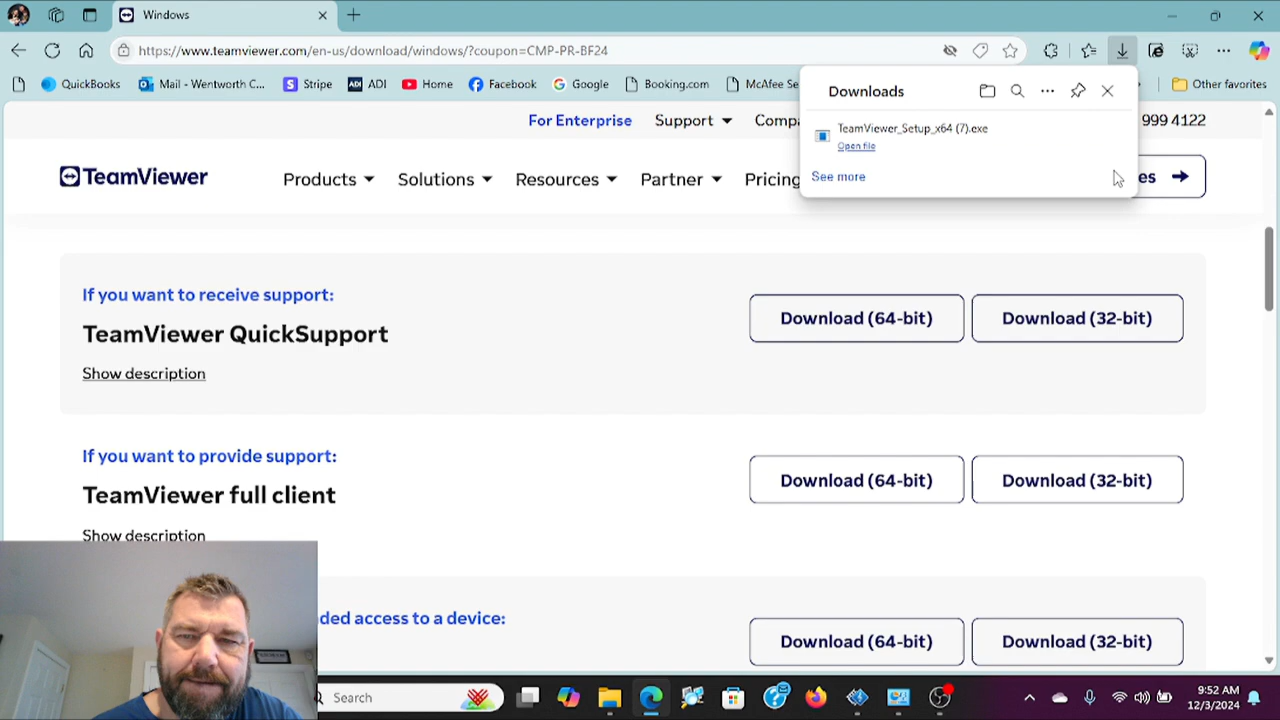 Windows
https://www.teamviewer.com/en-us/download/windows/?coupon=CMP-PR-BF24
QuickBooks
Mail - Wentworth C...
Stripe
ADI ADI
Home
Facebook
Google
Booking.com
McAfee Se
Other favorites
Downloads
TeamViewer_Setup_x64 (7).exe
Open file
See more
For Enterprise
Support
Compa
999 4122
TeamViewer
Products
Solutions
Resources
Partner
Pricing
es
If you want to receive support:
TeamViewer QuickSupport
Show description
Download (64-bit)
Download (32-bit)
If you want to provide support:
TeamViewer full client
Show description
Download (64-bit)
Download (32-bit)
ded access to a device:
Download (64-bit)
Download (32-bit)
Search
9:52 AM
12/3/2024